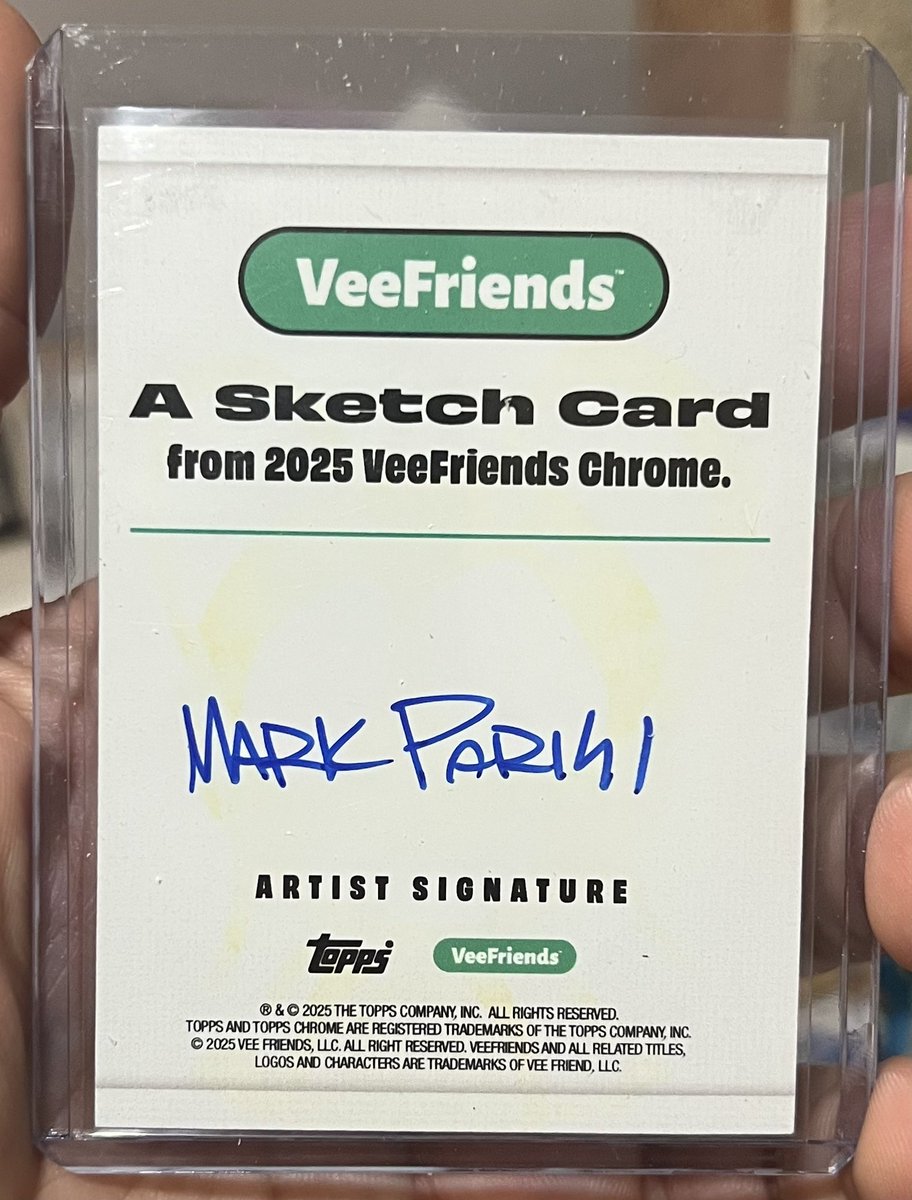 VeeFriends™
A Sketch Card
from 2025 VeeFriends Chrome.
MARK PARISI
ARTIST SIGNATURE
Topps VeeFriends
® & © 2025 THE TOPPS COMPANY, INC. ALL RIGHTS RESERVED.
TOPPS AND TOPPS CHROME ARE REGISTERED TRADEMARKS OF THE TOPPS COMPANY, INC.
© 2025 VEE FRIENDS, LLC. ALL RIGHT RESERVED. VEEFRIENDS AND ALL RELATED TITLES,
LOGOS AND CHARACTERS ARE TRADEMARKS OF VEE FRIEND, LLC.